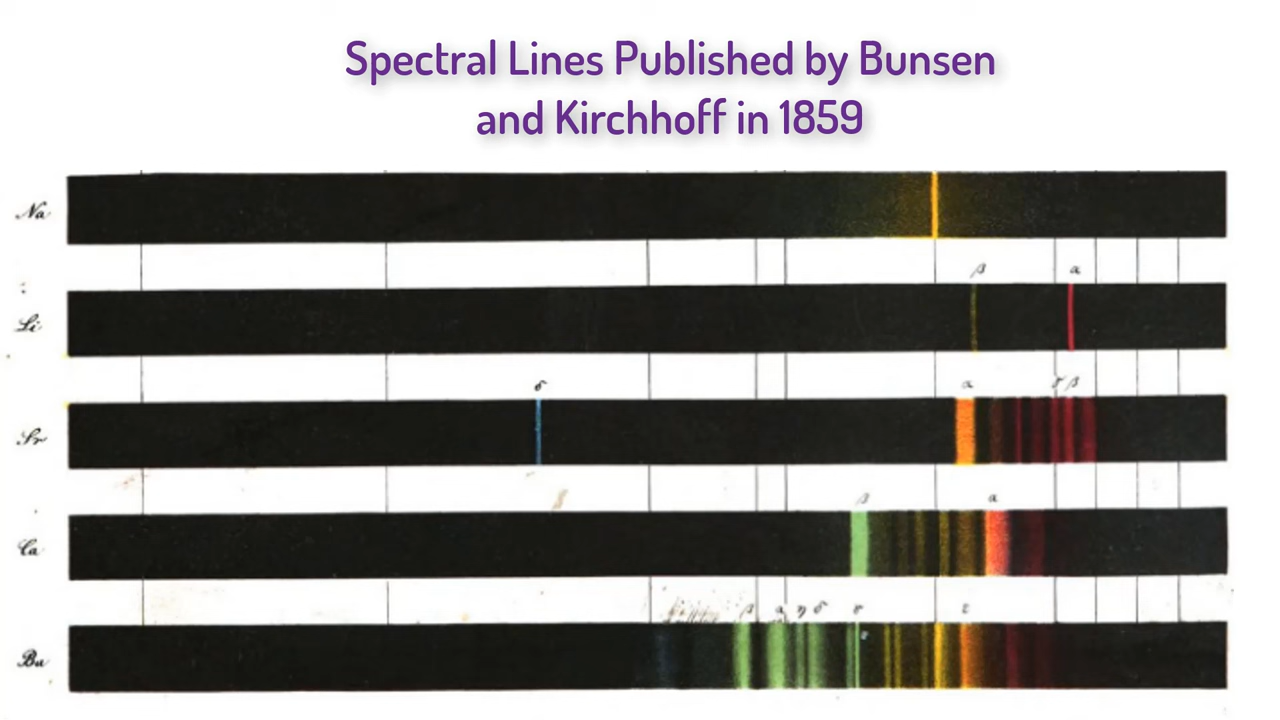 Spectral Lines Published by Bunsen
and Kirchhoff in 1859
Na
β α
Li
δ α γ β
Sr
β α
Ca
β α η δ γ ε
Ba